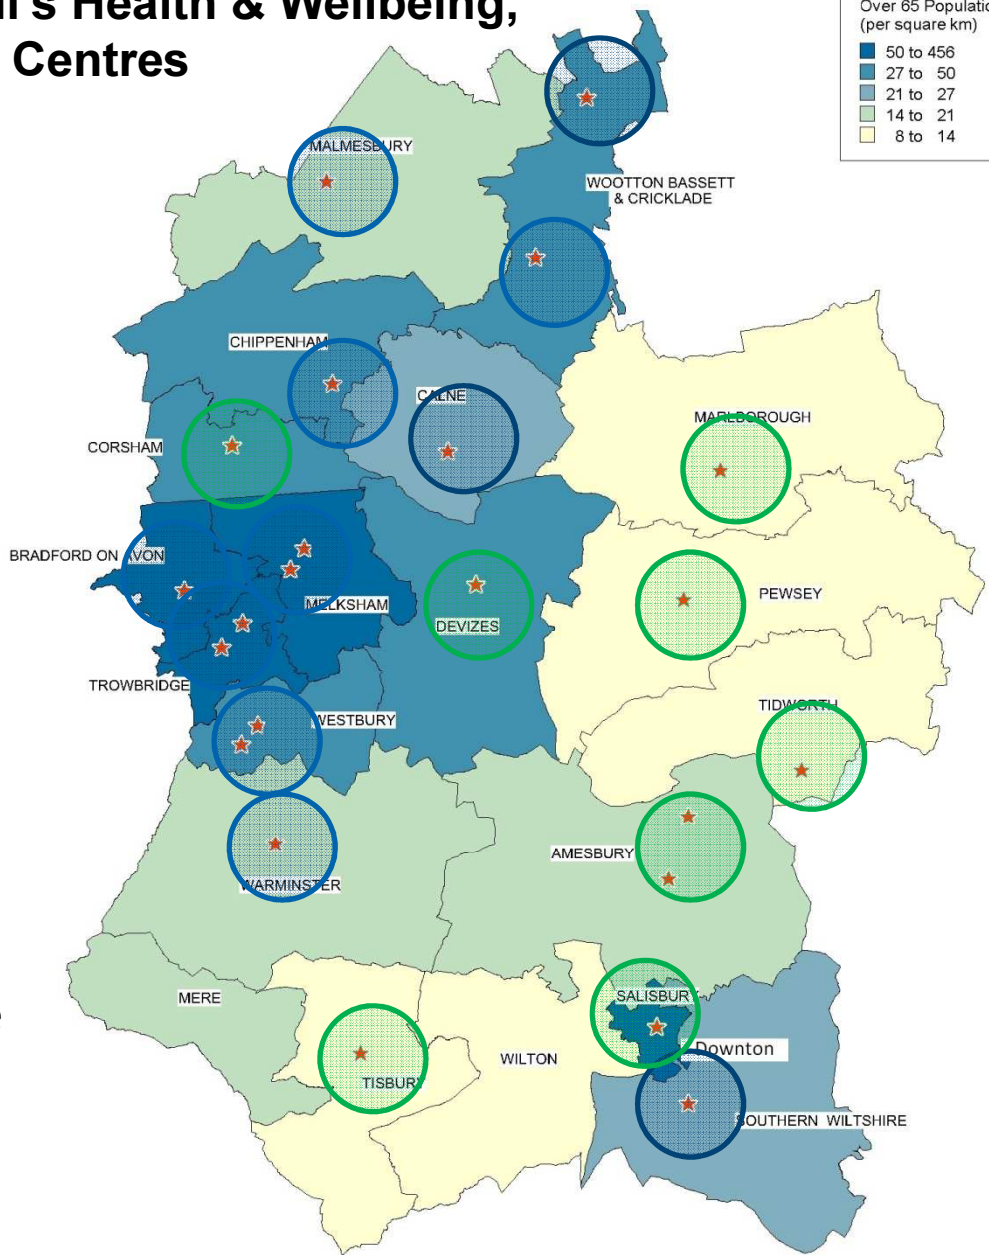 l's Health & Wellbeing,
Centres
Over 65 Populatio
(per square km)
50 to 456
27 to 50
21 to 27
14 to 21
8 to 14
MALMESBURY
WOOTTON BASSETT
& CRICKLADE
CHIPPENHAM
CALNE
CORSHAM
MARLBOROUGH
BRADFORD ON AVON
MELKSHAM
DEVIZES
PEWSEY
TROWBRIDGE
WESTBURY
TIDWORTH
AMESBURY
WARMINSTER
MERE
SALISBURY
Downton
WILTON
TISBURY
SOUTHERN WILTSHIRE